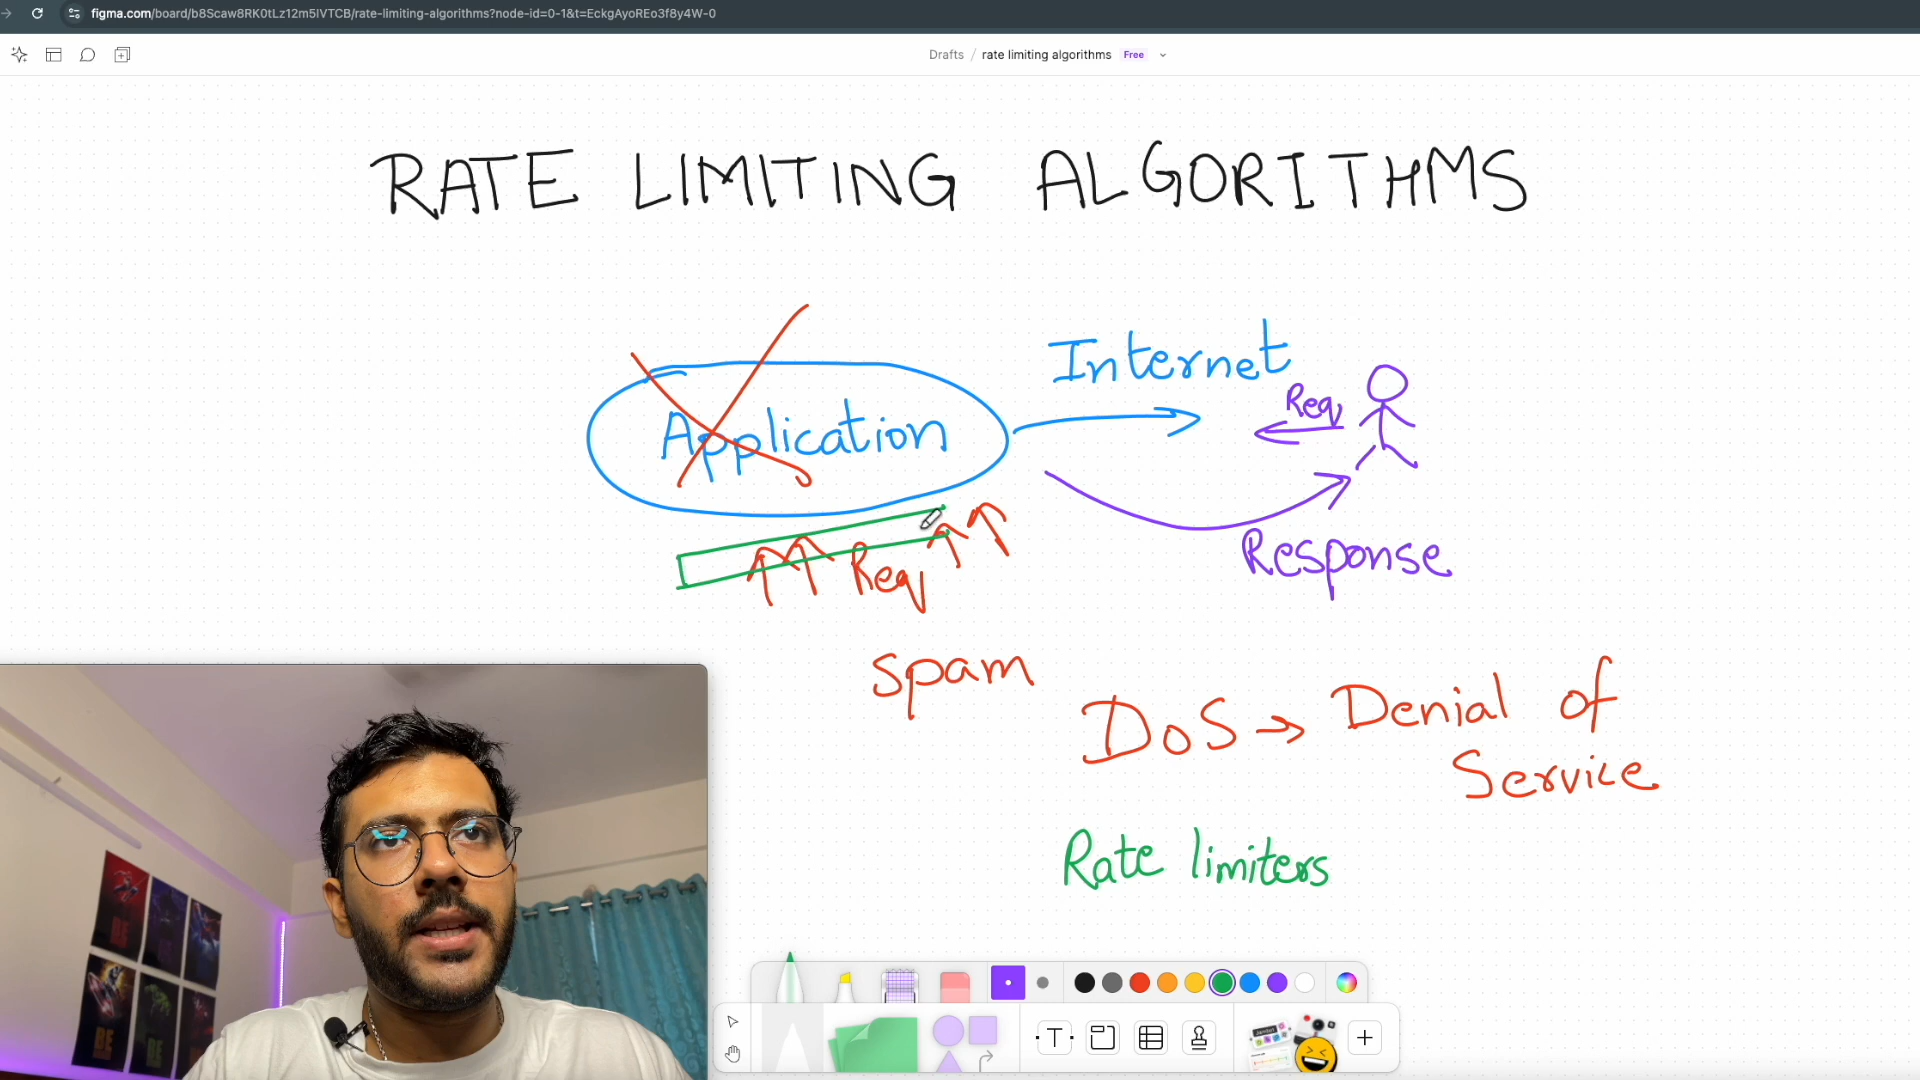 figma.com/board/b8Scaw8RK0tLz12m5IVTCB/rate-limiting-algorithms?node-id=0-1&t=EckgAyoREo3f8y4W-0
Drafts / rate limiting algorithms Free
RATE LIMITING ALGORITHMS
Internet
Req
Application
Response
Req
Spam
DoS → Denial of
Service
Rate limiters
T